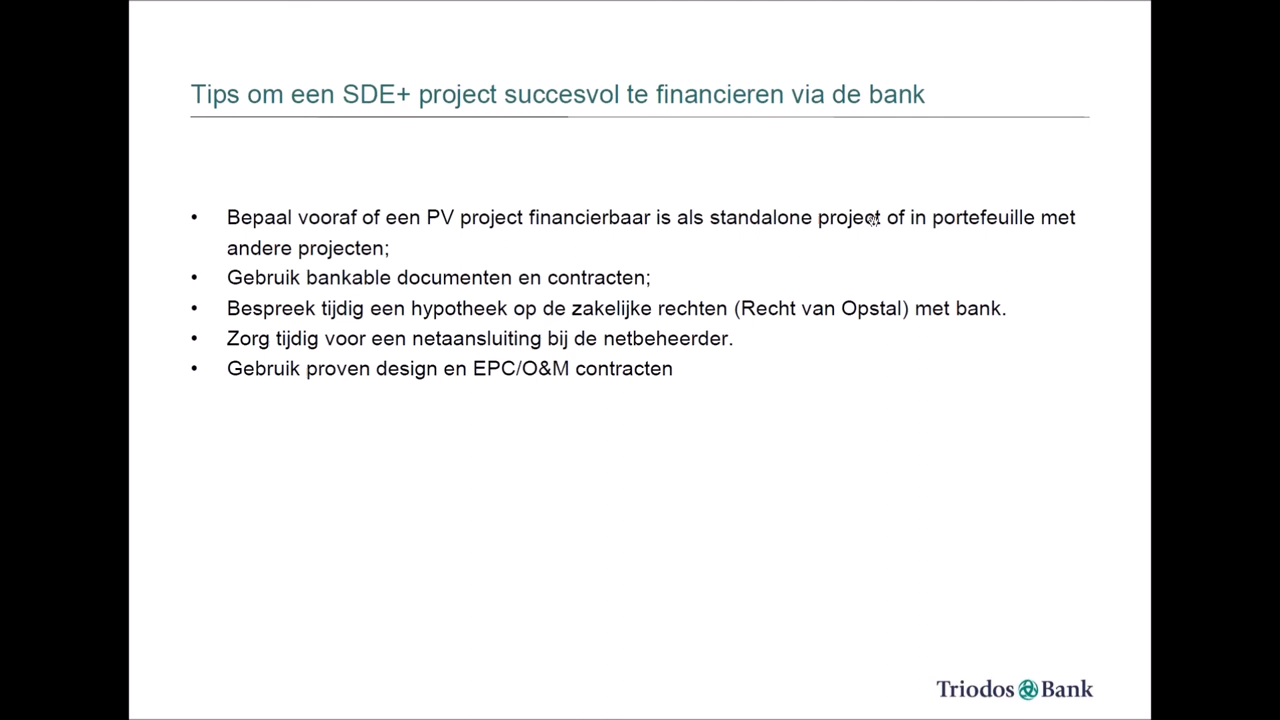 Tips om een SDE+ project succesvol te financieren via de bank
• Bepaal vooraf of een PV project financierbaar is als standalone project of in portefeuille met
andere projecten;
• Gebruik bankable documenten en contracten;
• Bespreek tijdig een hypotheek op de zakelijke rechten (Recht van Opstal) met bank.
• Zorg tijdig voor een netaansluiting bij de netbeheerder.
• Gebruik proven design en EPC/O&M contracten
Triodos Bank